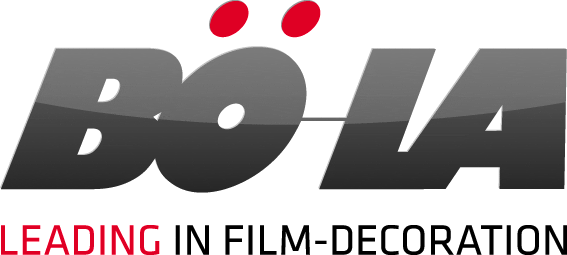 BÖ-LA
LEADING IN FILM-DECORATION